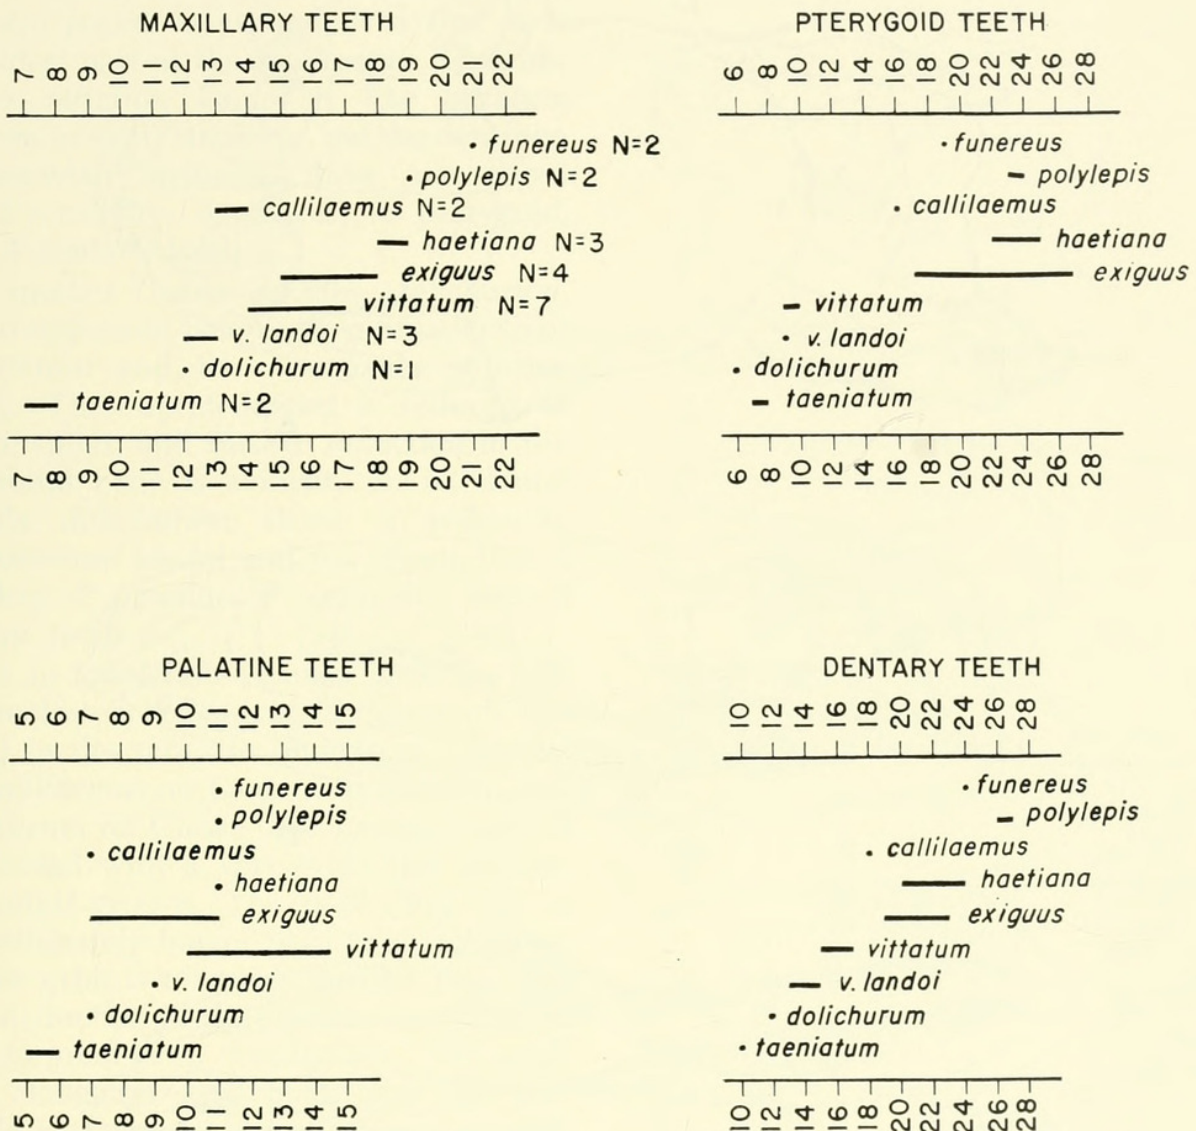 MAXILLARY TEETH
7 8 9 10 11 12 13 14 15 16 17 18 19 20 21 22
funereus N=2
polylepis N=2
callilaemus N=2
haetiana N=3
exiguus N=4
vittatum N=7
v. landoi N=3
dolichurum N=1
taeniatum N=2
7 8 9 10 11 12 13 14 15 16 17 18 19 20 21 22
PTERYGOID TEETH
6 8 10 12 14 16 18 20 22 24 26 28
funereus
polylepis
callilaemus
haetiana
exiguus
vittatum
v. landoi
dolichurum
taeniatum
6 8 10 12 14 16 18 20 22 24 26 28
PALATINE TEETH
5 6 7 8 9 10 11 12 13 14 15
funereus
polylepis
callilaemus
haetiana
exiguus
vittatum
v. landoi
dolichurum
taeniatum
5 6 7 8 9 10 11 12 13 14 15
DENTARY TEETH
10 12 14 16 18 20 22 24 26 28
funereus
polylepis
callilaemus
haetiana
exiguus
vittatum
v. landoi
dolichurum
taeniatum
10 12 14 16 18 20 22 24 26 28